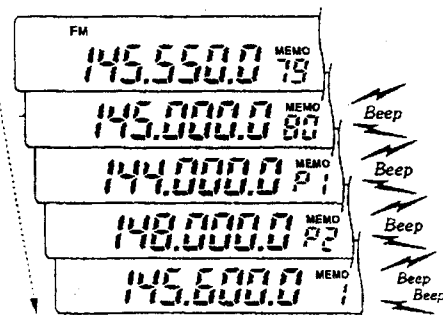 FM
145.550.0 MEMO 79
145.000.0 MEMO 80
Beep
144.000.0 MEMO P1
Beep
148.000.0 MEMO P2
Beep
145.600.0 MEMO 1
Beep
Beep